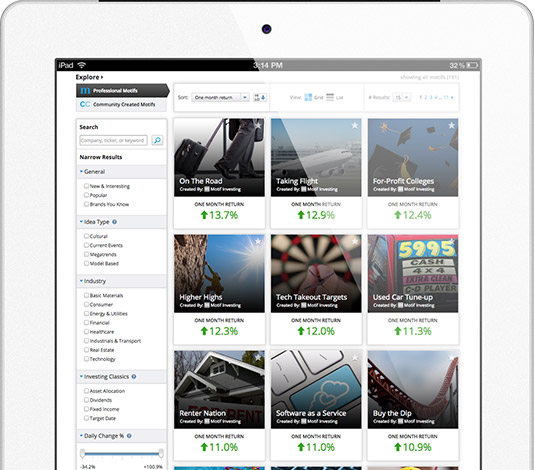 iPad 3:14 PM 32 %
Explore
showing all motifs (151)
Professional Motifs
Community Created Motifs
Sort: One month return
View: Grid List
# Results: 15 1 2 3 ... 11
Search
Company, ticker, or keyword
Narrow Results
General
New & Interesting
Popular
Brands You Know
Idea Type
Cultural
Current Events
Megatrends
Model Based
Industry
Basic Materials
Consumer
Energy & Utilities
Financial
Healthcare
Industrials & Transport
Real Estate
Technology
Investing Classics
Asset Allocation
Dividends
Fixed Income
Target Date
Daily Change %
-34.2% +100.9%
On The Road
Created By: Motif Investing
ONE MONTH RETURN
13.7%
Taking Flight
Created By: Motif Investing
ONE MONTH RETURN
12.9%
For-Profit Colleges
Created By: Motif Investing
ONE MONTH RETURN
12.4%
Higher Highs
Created By: Motif Investing
ONE MONTH RETURN
12.3%
Tech Takeout Targets
Created By: Motif Investing
ONE MONTH RETURN
12.0%
5995
CASH
4X4
EXTRA CLEAN
C-D PLAYER
Used Car Tune-up
Created By: Motif Investing
ONE MONTH RETURN
11.3%
RENT
Renter Nation
Created By: Motif Investing
ONE MONTH RETURN
11.0%
Software as a Service
Created By: Motif Investing
ONE MONTH RETURN
11.0%
Buy the Dip
Created By: Motif Investing
ONE MONTH RETURN
10.9%